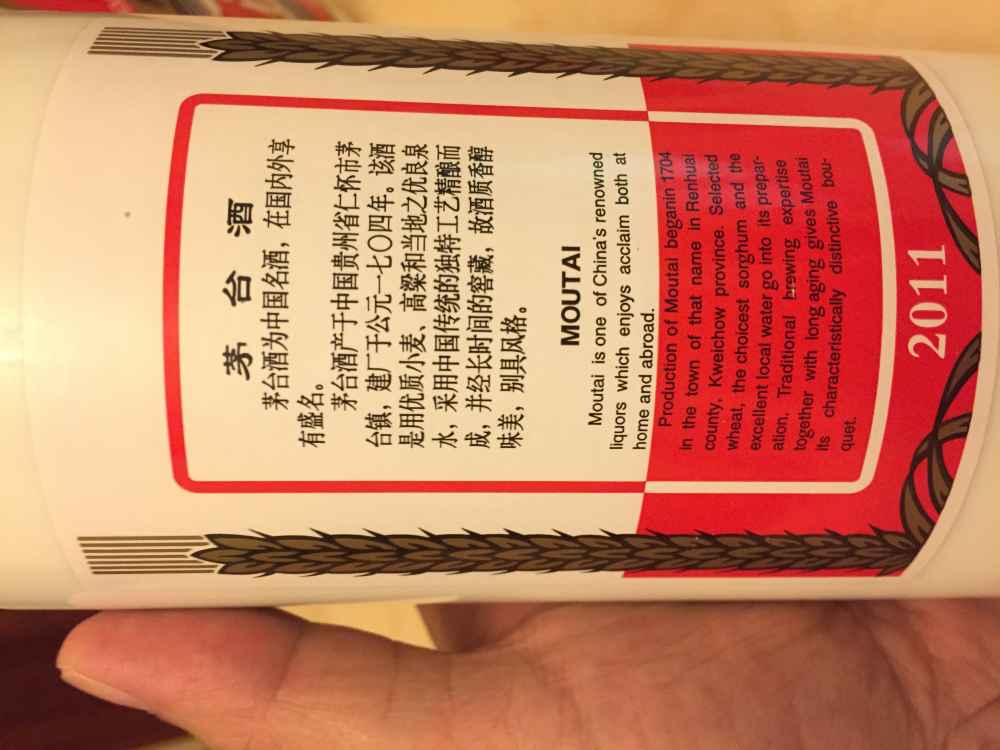 茅台酒
茅台酒为中国名酒，在国内外享
有盛名。
茅台酒产于中国贵州省仁怀市茅
台镇，建厂于公元一七〇四年。该酒
是用优质小麦、高粱和当地之优良泉
水，采用中国传统的独特工艺精酿而
成，并经长时间的窖藏，故酒质香醇
味美，别具风格。
MOUTAI
Moutai is one of China's renowned
liquors which enjoys acclaim both at
home and abroad.
Production of Moutai beganin 1704
in the town of that name in Renhuai
county, Kweichow province. Selected
wheat, the choicest sorghum and the
excellent local water go into its prepar-
ation. Traditional brewing expertise
together with long aging gives Moutai
its characteristically distinctive bou-
quet.
2011